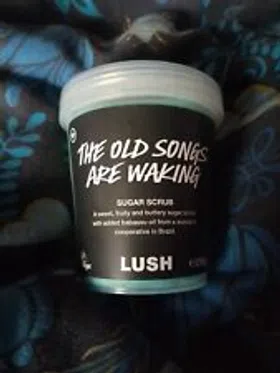 THE OLD SONGS
ARE WAKING
SUGAR SCRUB
A sweet, fruity and buttery sugar scrub
with added babassu oil from a
cooperative in Brazil
LUSH